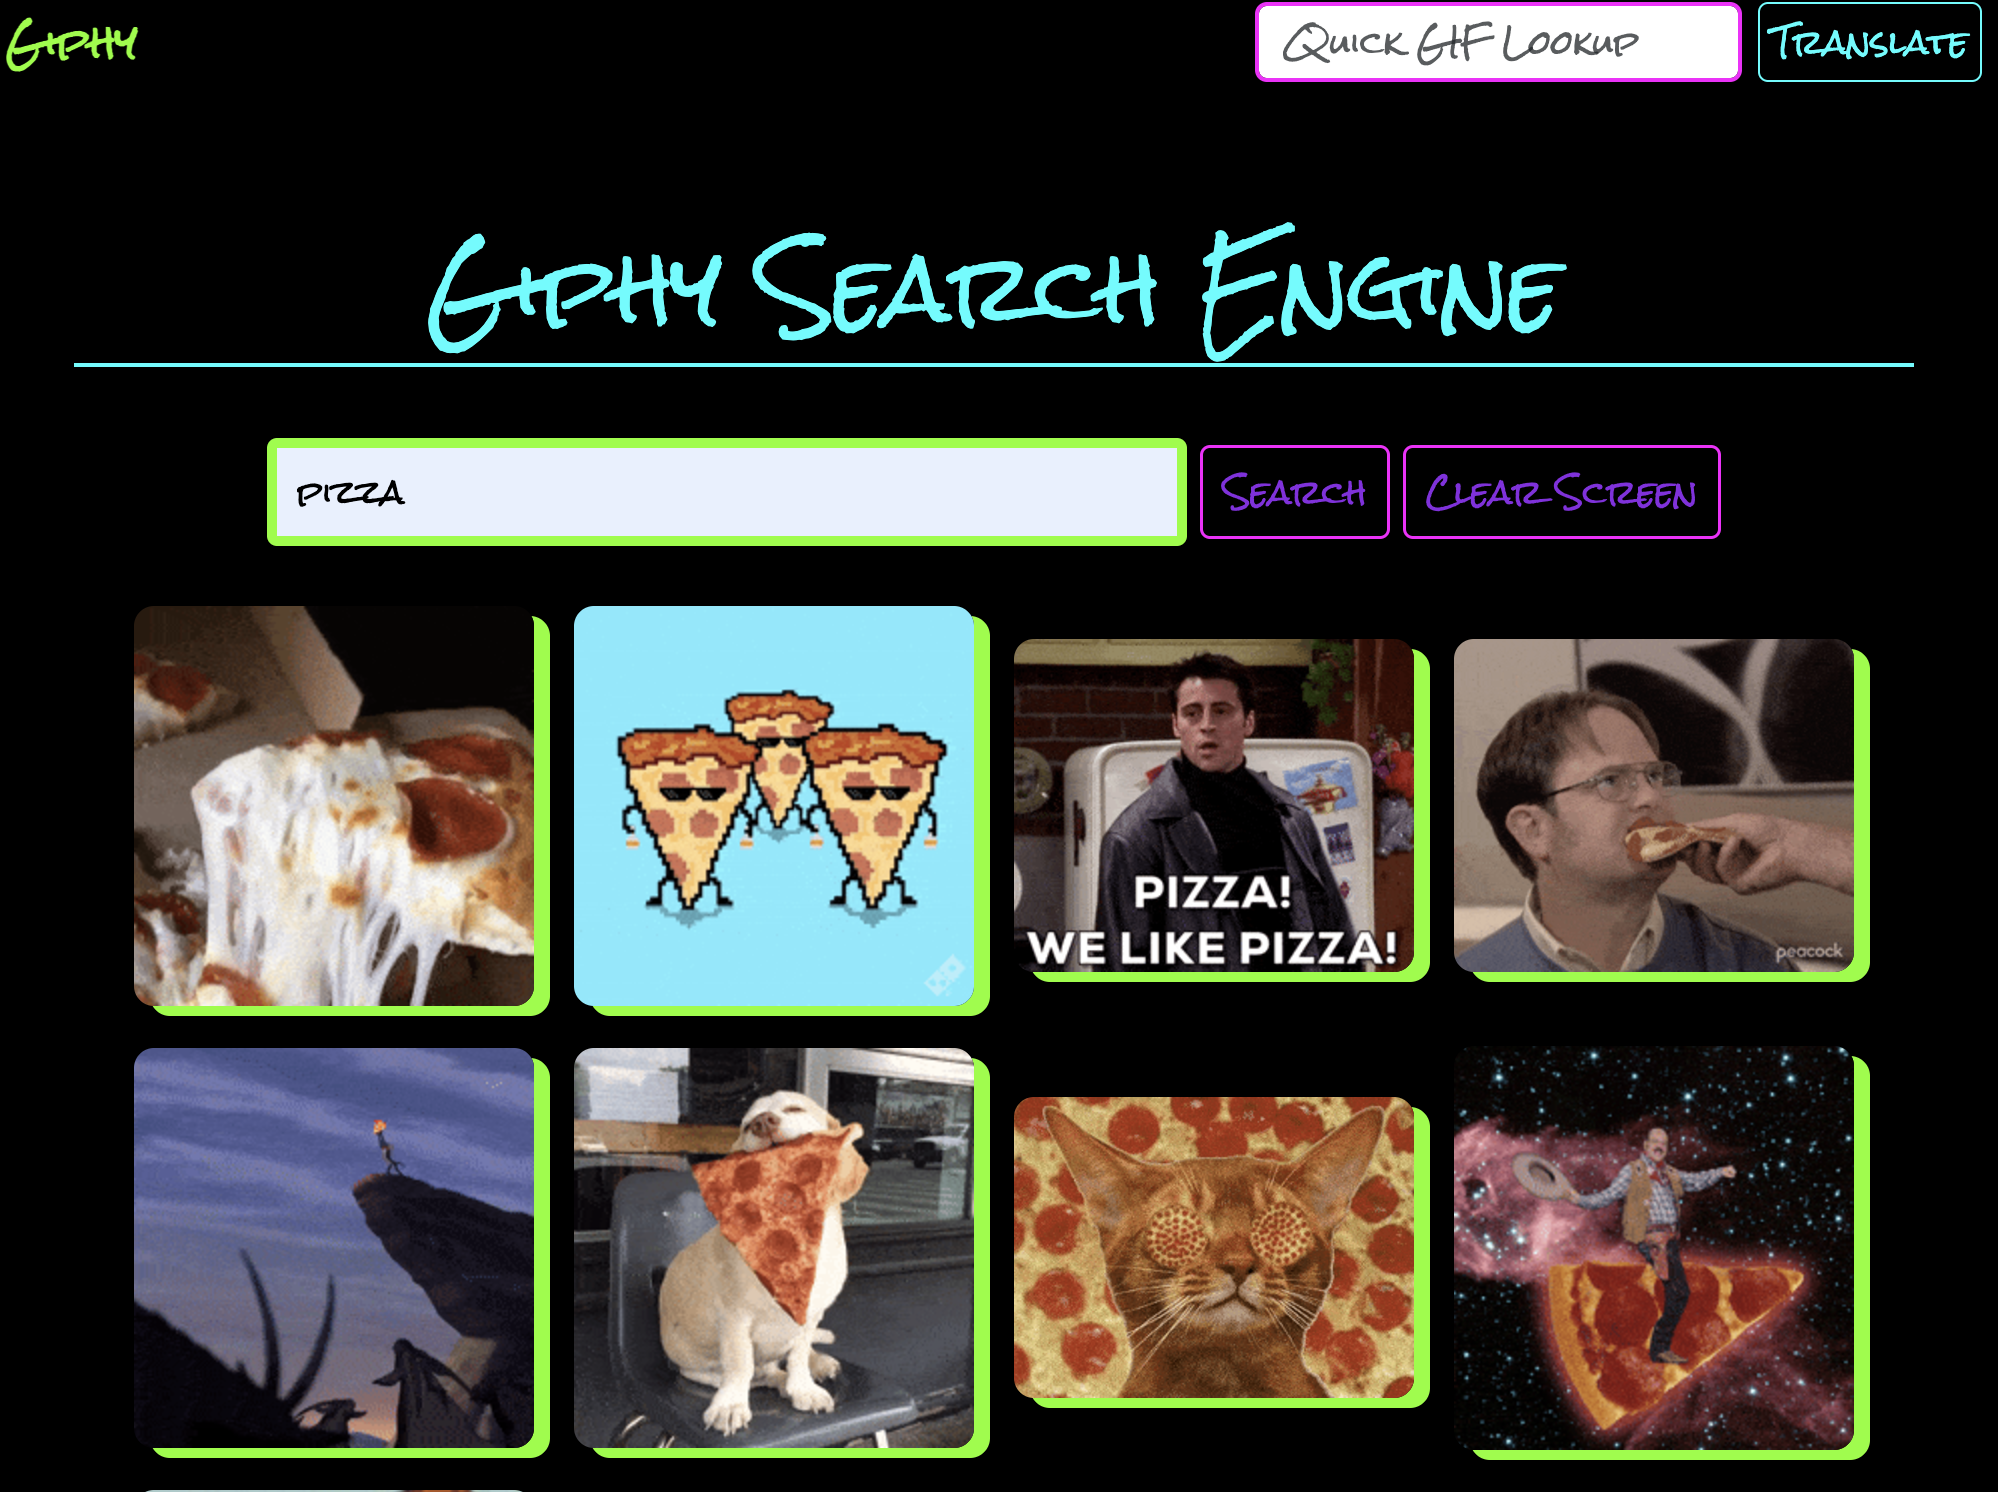 Giphy
Quick GIF Lookup
Translate
Giphy Search Engine
pizza
Search
Clear Screen
PIZZA!
WE LIKE PIZZA!
peacock